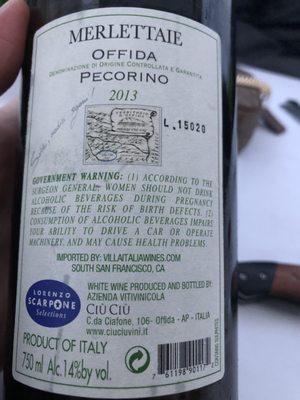 MERLETTAIE
OFFIDA
DENOMINAZIONE DI ORIGINE CONTROLLATA E GARANTITA
PECORINO
2013
L. 15020
GOVERNMENT WARNING: (1) ACCORDING TO THE
SURGEON GENERAL, WOMEN SHOULD NOT DRINK
ALCOHOLIC BEVERAGES DURING PREGNANCY
BECAUSE OF THE RISK OF BIRTH DEFECTS. (2)
CONSUMPTION OF ALCOHOLIC BEVERAGES IMPAIRS
YOUR ABILITY TO DRIVE A CAR OR OPERATE
MACHINERY, AND MAY CAUSE HEALTH PROBLEMS.
IMPORTED BY: VILLAITALIAWINES.COM
SOUTH SAN FRANCISCO, CA
LORENZO
SCARPONE
Selections
WHITE WINE PRODUCED AND BOTTLED BY:
AZIENDA VITIVINICOLA
CIÙ CIÙ
C.da Ciafone, 106- Offida - AP - ITALIA
www.ciuciuvini.it
PRODUCT OF ITALY
750 ml Alc.14% by vol.
CONTAINS SULFITES